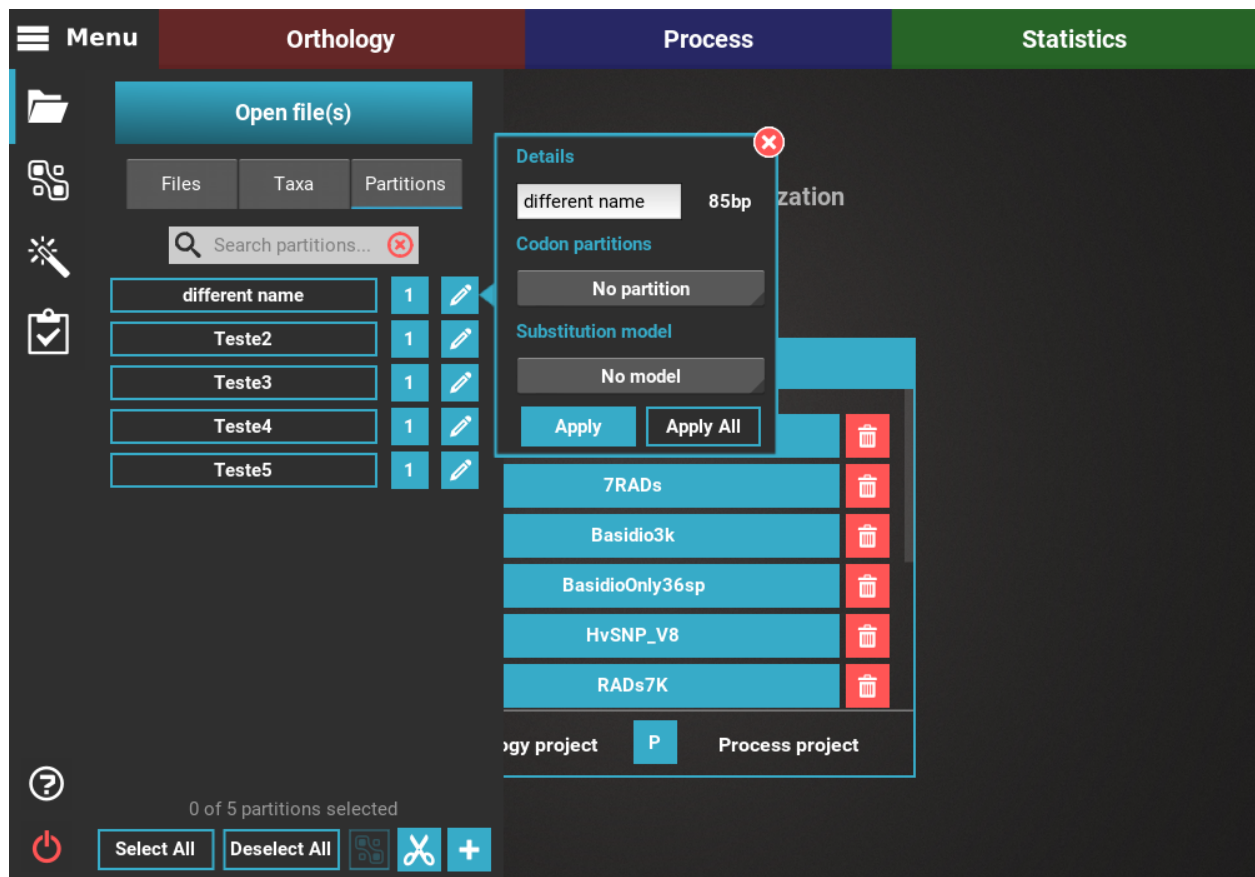 Menu
Orthology
Process
Statistics
Open file(s)
Files
Taxa
Partitions
Search partitions...
different name
1
Teste2
1
Teste3
1
Teste4
1
Teste5
1
0 of 5 partitions selected
Select All
Deselect All
Details
different name
85bp
Codon partitions
No partition
Substitution model
No model
Apply
Apply All
zation
7RADs
Basidio3k
BasidioOnly36sp
HvSNP_V8
RADs7K
gy project
P
Process project